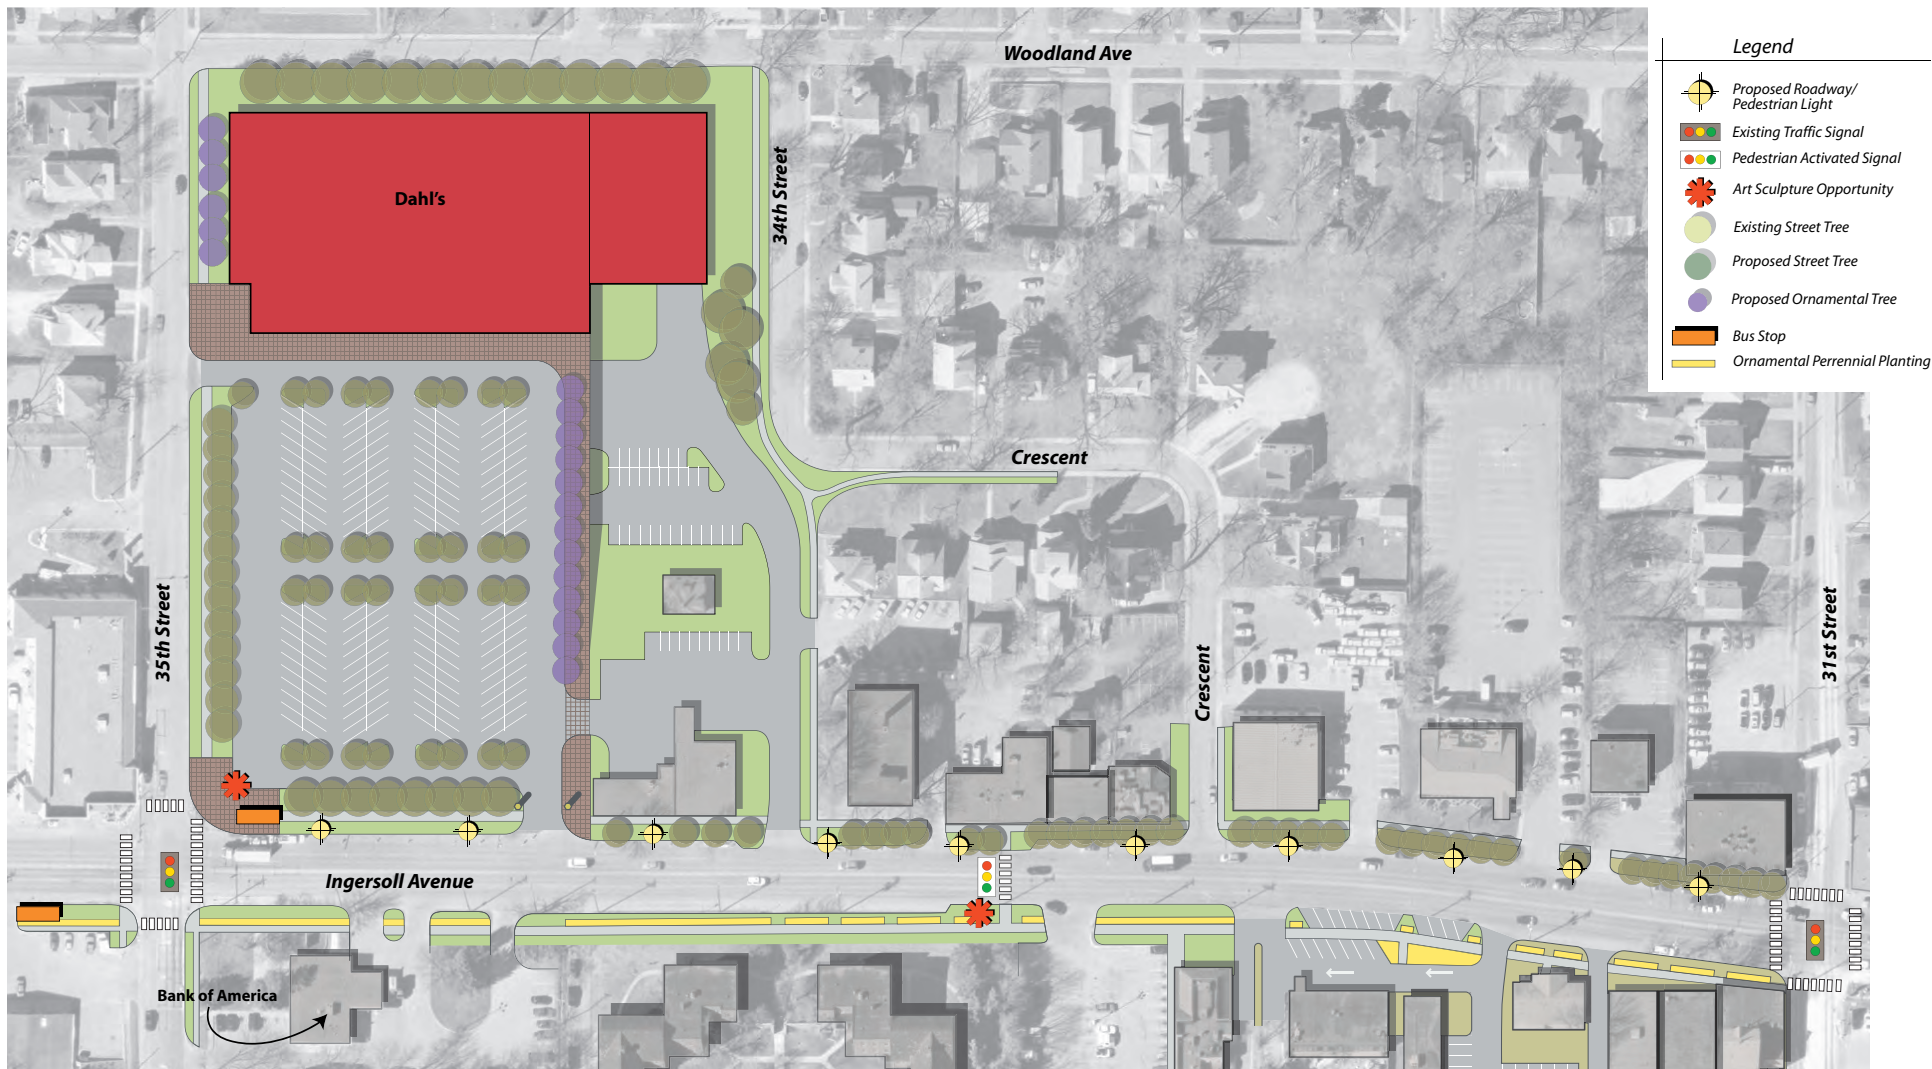 Woodland Ave
Legend
Proposed Roadway/
Pedestrian Light
Existing Traffic Signal
Pedestrian Activated Signal
Art Sculpture Opportunity
Existing Street Tree
Proposed Street Tree
Proposed Ornamental Tree
Bus Stop
Ornamental Perrennial Planting
Dahl's
34th Street
Crescent
35th Street
Crescent
31st Street
Ingersoll Avenue
Bank of America